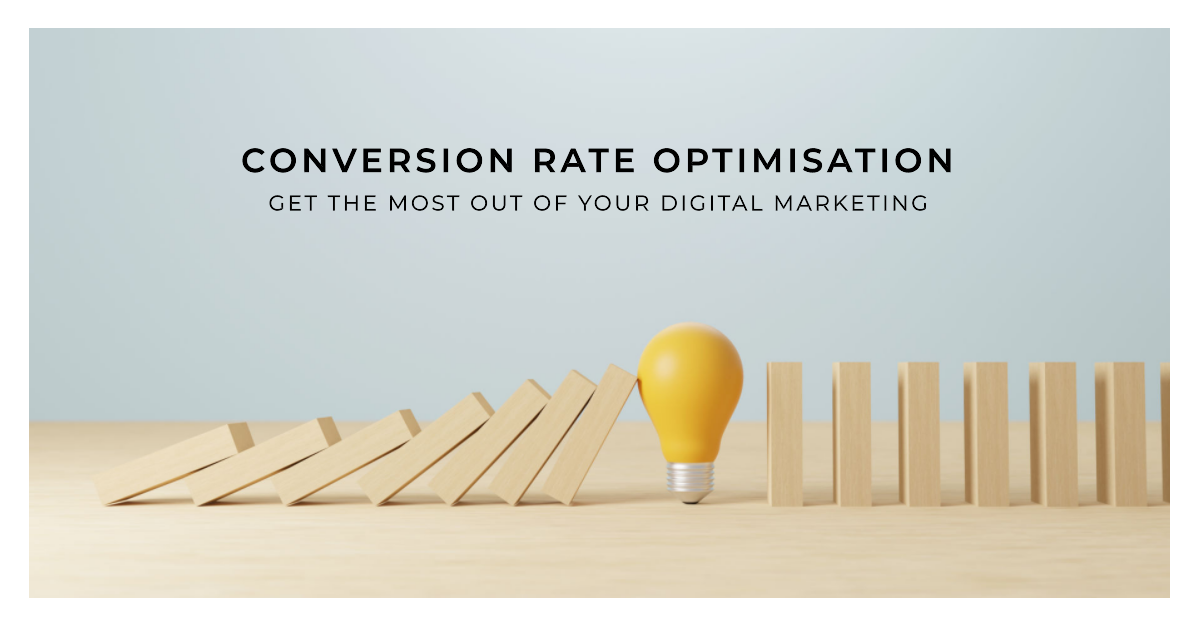 CONVERSION RATE OPTIMISATION
GET THE MOST OUT OF YOUR DIGITAL MARKETING